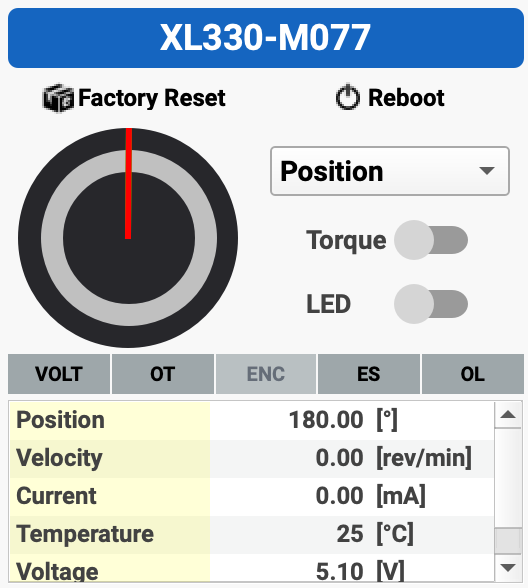 XL330-M077
Factory Reset
Reboot
Position
Torque
LED
VOLT OT ENC ES OL
Position 180.00 [°]
Velocity 0.00 [rev/min]
Current 0.00 [mA]
Temperature 25 [°C]
Voltage 5.10 [V]